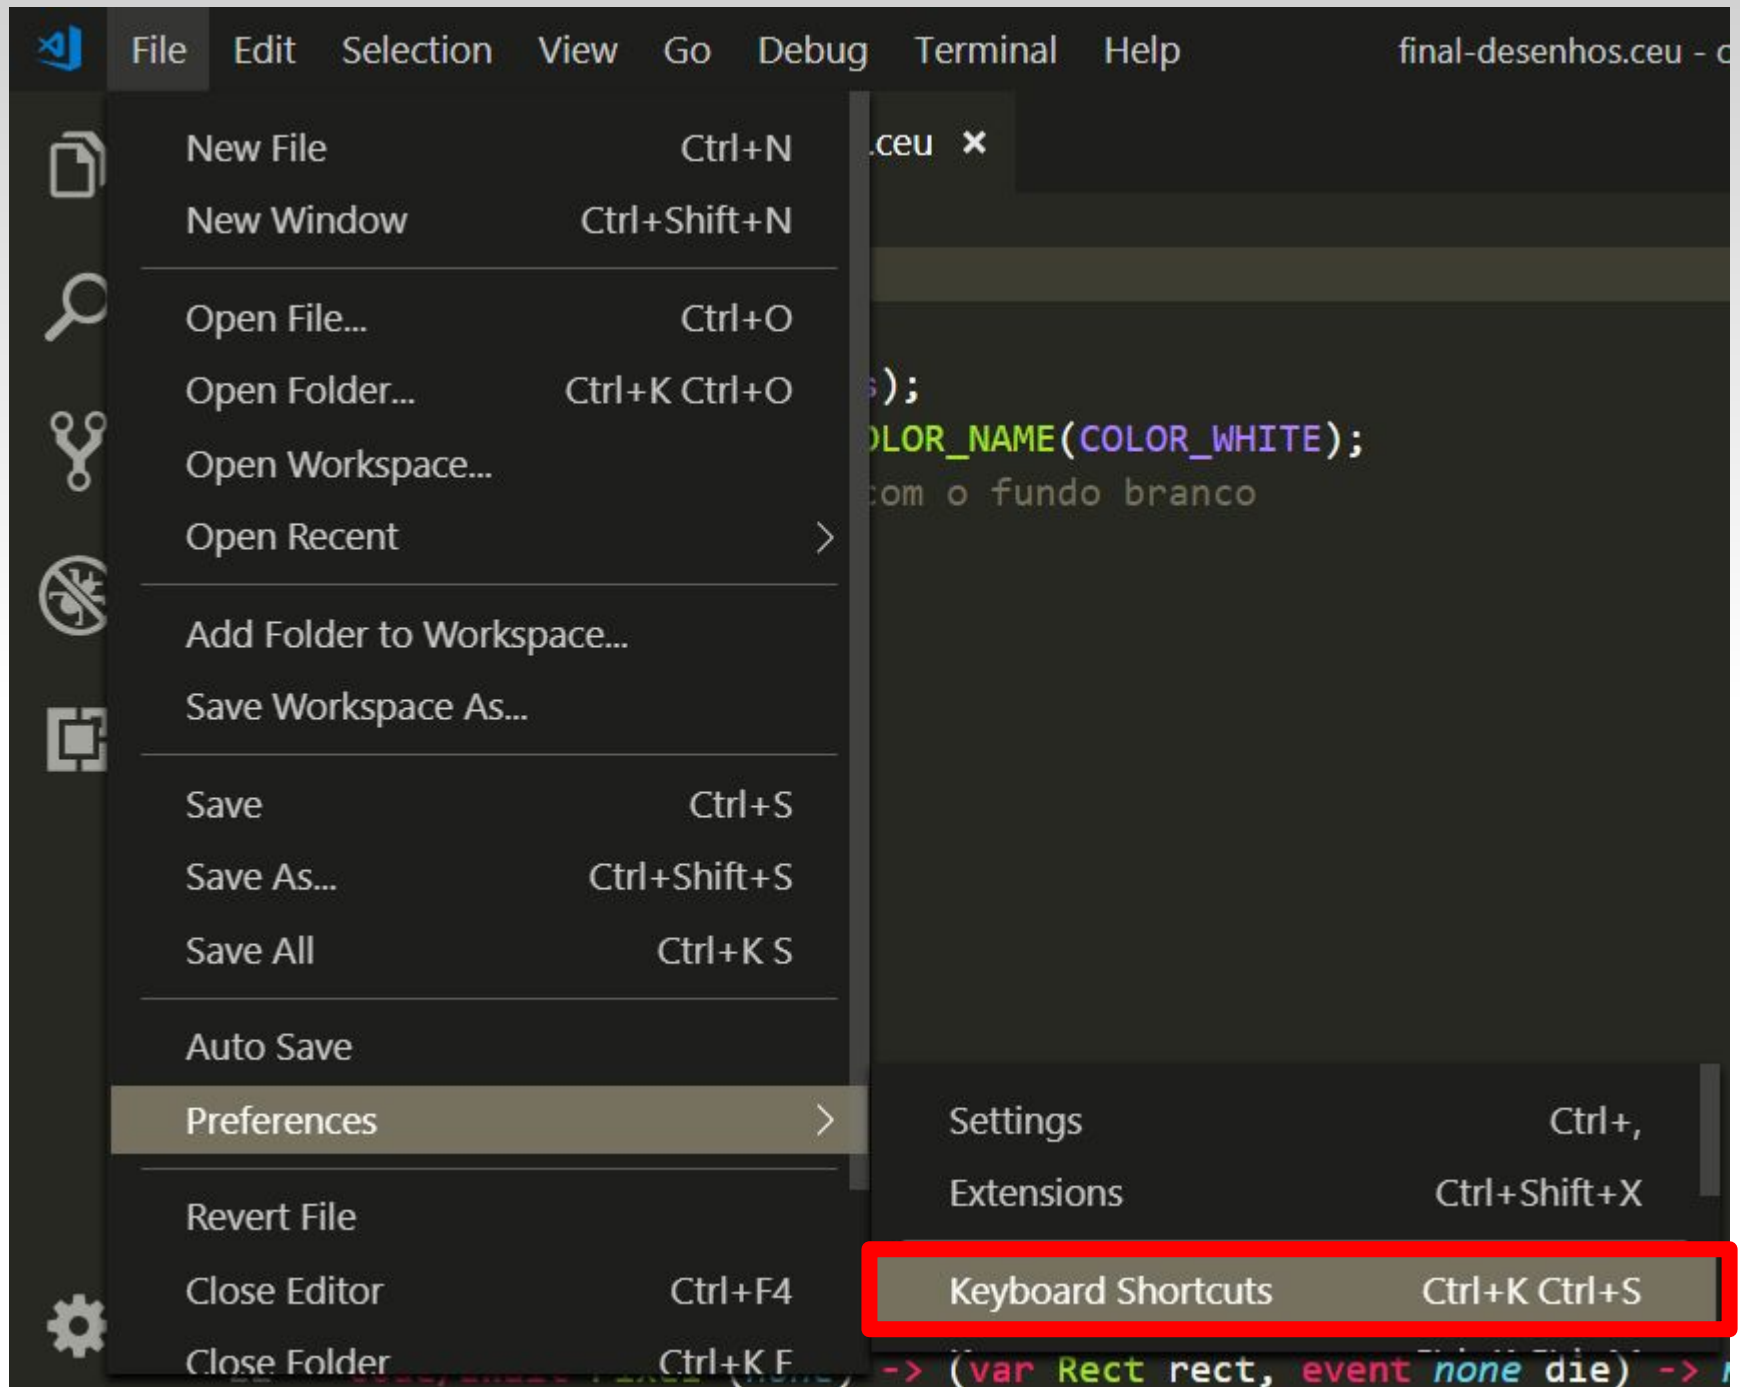 File Edit Selection View Go Debug Terminal Help final-desenhos.ceu -
New File Ctrl+N
.ceu ×
New Window Ctrl+Shift+N
Open File... Ctrl+O
Open Folder... Ctrl+K Ctrl+O
);
OLOR_NAME(COLOR_WHITE);
Open Workspace...
com o fundo branco
Open Recent
Add Folder to Workspace...
Save Workspace As...
Save Ctrl+S
Save As... Ctrl+Shift+S
Save All Ctrl+K S
Auto Save
Preferences
Settings Ctrl+,
Extensions Ctrl+Shift+X
Revert File
Close Editor Ctrl+F4
Keyboard Shortcuts Ctrl+K Ctrl+S
Close Folder Ctrl+K F
-> (var Rect rect, event none die) ->